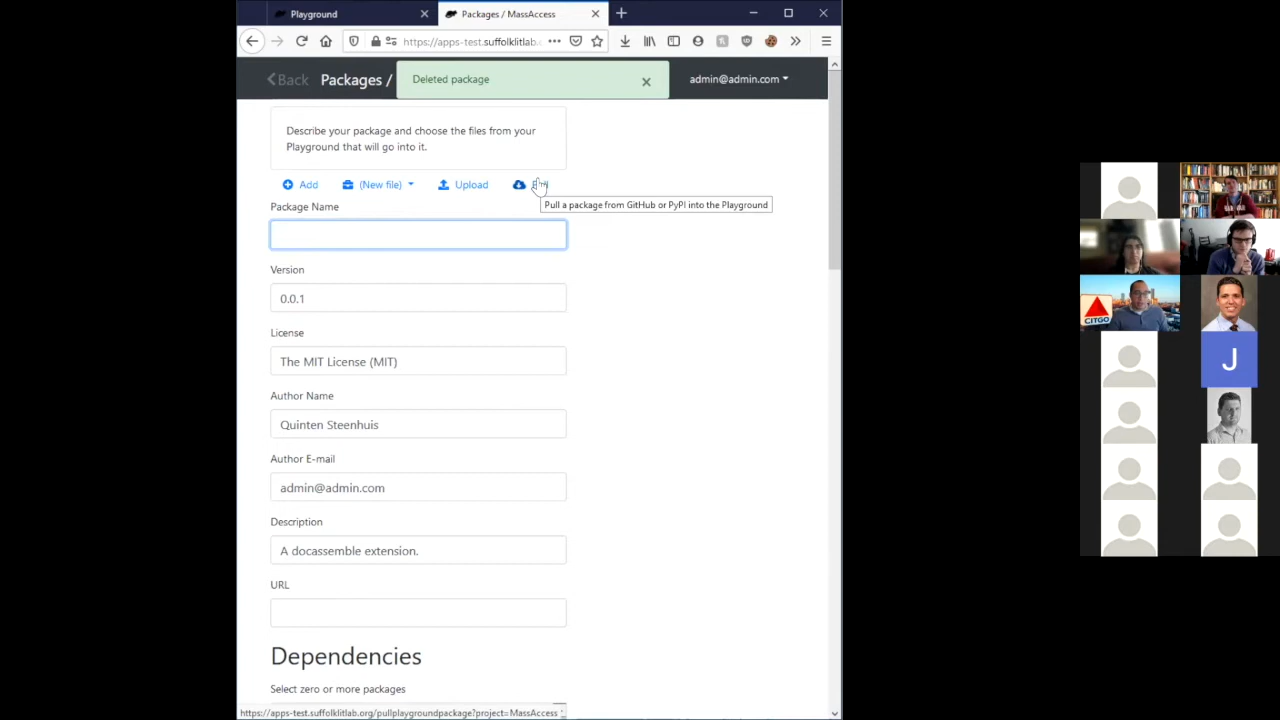 Playground
Packages / MassAccess
https://apps-test.suffolklitlab.
Back
Packages /
Deleted package
admin@admin.com
Describe your package and choose the files from your
Playground that will go into it.
Add
(New file)
Upload
Pull a package from GitHub or PyPI into the Playground
Package Name
Version
0.0.1
License
The MIT License (MIT)
Author Name
Quinten Steenhuis
Author E-mail
admin@admin.com
Description
A docassemble extension.
URL
Dependencies
Select zero or more packages
https://apps-test.suffolklitlab.org/pullplaygroundpackage?project=MassAccess
CITGO
J